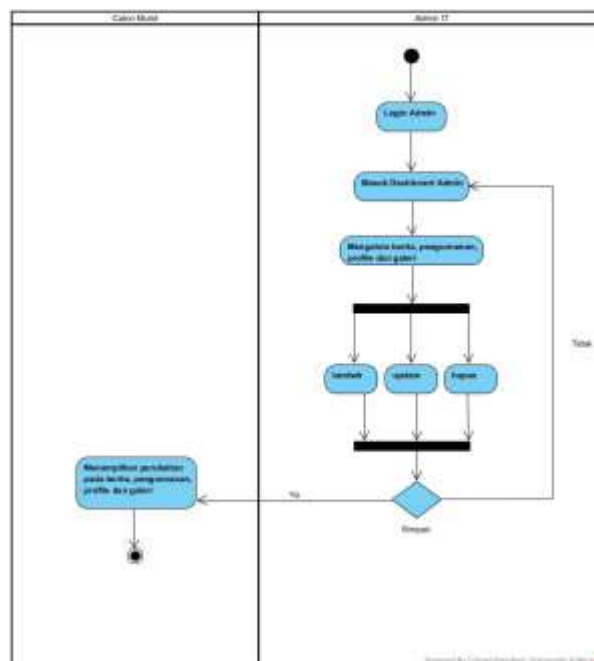 Calon Murid
Admin IT
Login Admin
Masuk Dashboard Admin
Mengelola berita, pengumuman,
profile dan galeri
tambah
update
hapus
Tidak
Menampilkan perubahan
pada berita, pengumuman,
profile dan galeri
Ya
Simpan